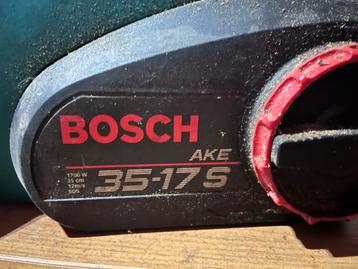 BOSCH
AKE
1700 W
35 cm
12m/s
SDS
35-17 S